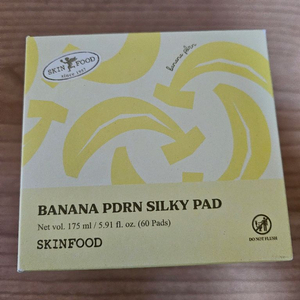 SKIN FOOD
since 1957
banana pdrn
BANANA PDRN SILKY PAD
Net vol. 175 ml / 5.91 fl. oz. (60 Pads)
SKINFOOD
DO NOT FLUSH